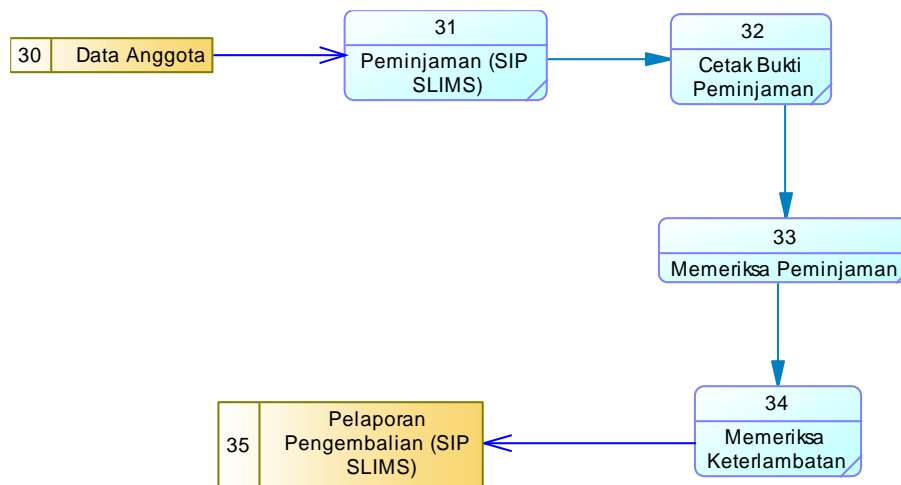 31
32
30
Data Anggota
Peminjaman (SIP
SLIMS)
Cetak Bukti
Peminjaman
33
Memeriksa Peminjaman
34
Memeriksa
Keterlambatan
35
Pelaporan
Pengembalian (SIP
SLIMS)